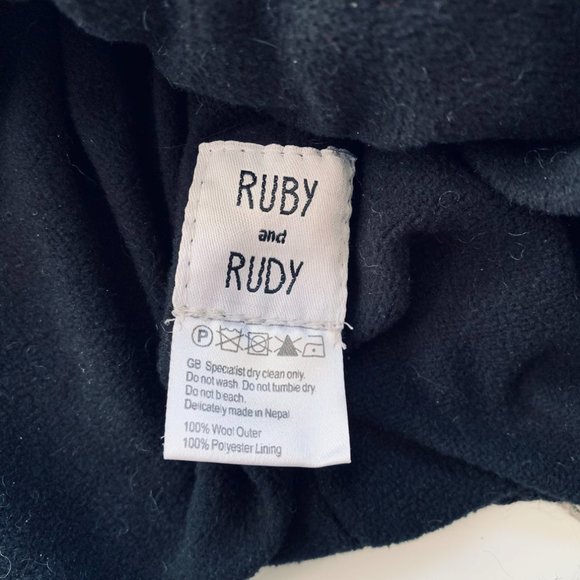 RUBY
and
RUDY
P
GB Specialist dry clean only.
Do not wash Do not tumble dry.
Do not bleach.
Delicately made in Nepal
100% Wool Outer
100% Polyester Lining